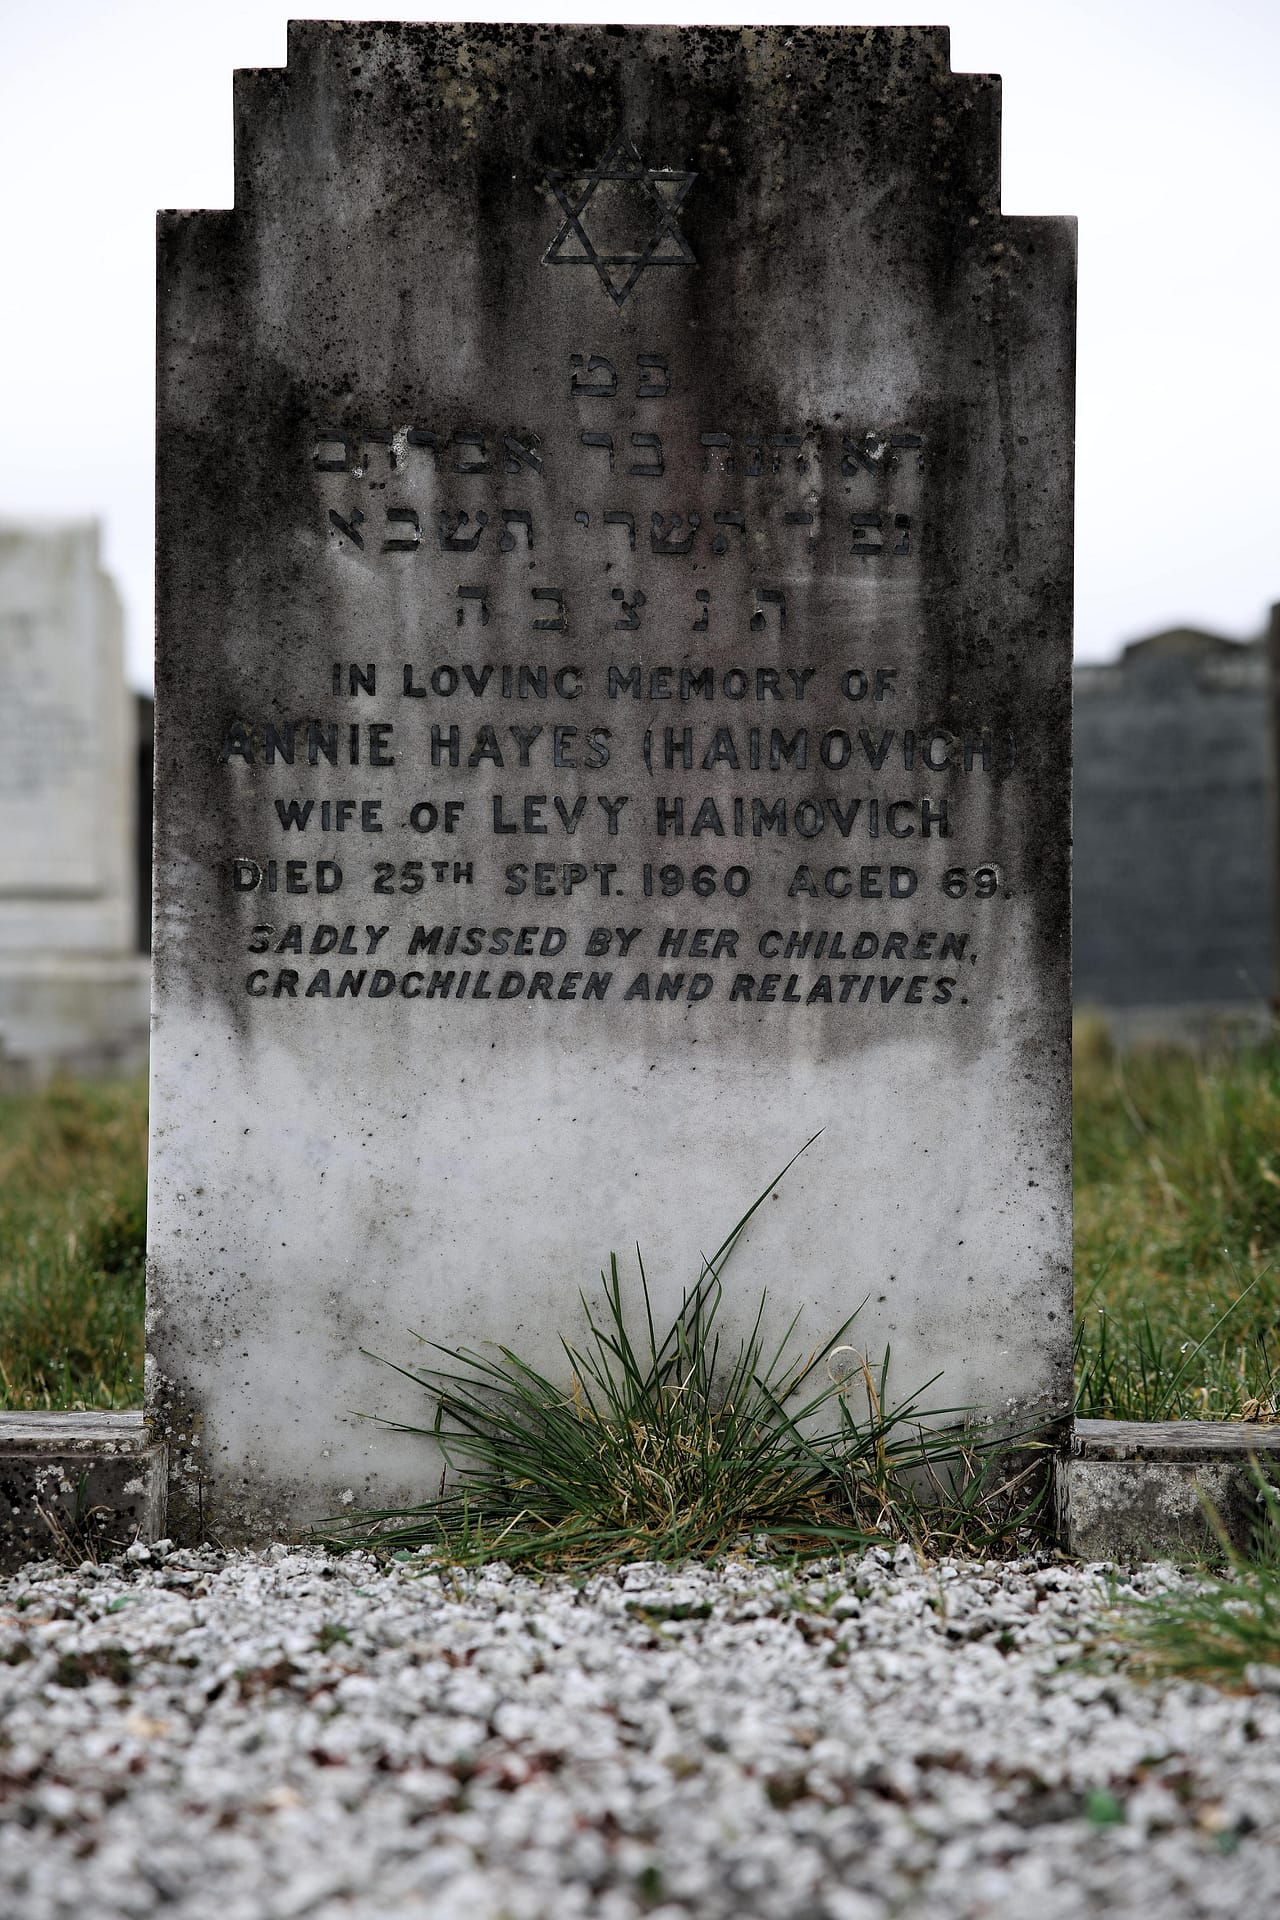 פט
חנה בר אברהם
נפ ד תשרי תשכא
ת נ צ ב ה
IN LOVING MEMORY OF
ANNIE HAYES (HAIMOVICH)
WIFE OF LEVY HAIMOVICH
DIED 25TH SEPT. 1960 AGED 69.
SADLY MISSED BY HER CHILDREN,
GRANDCHILDREN AND RELATIVES.